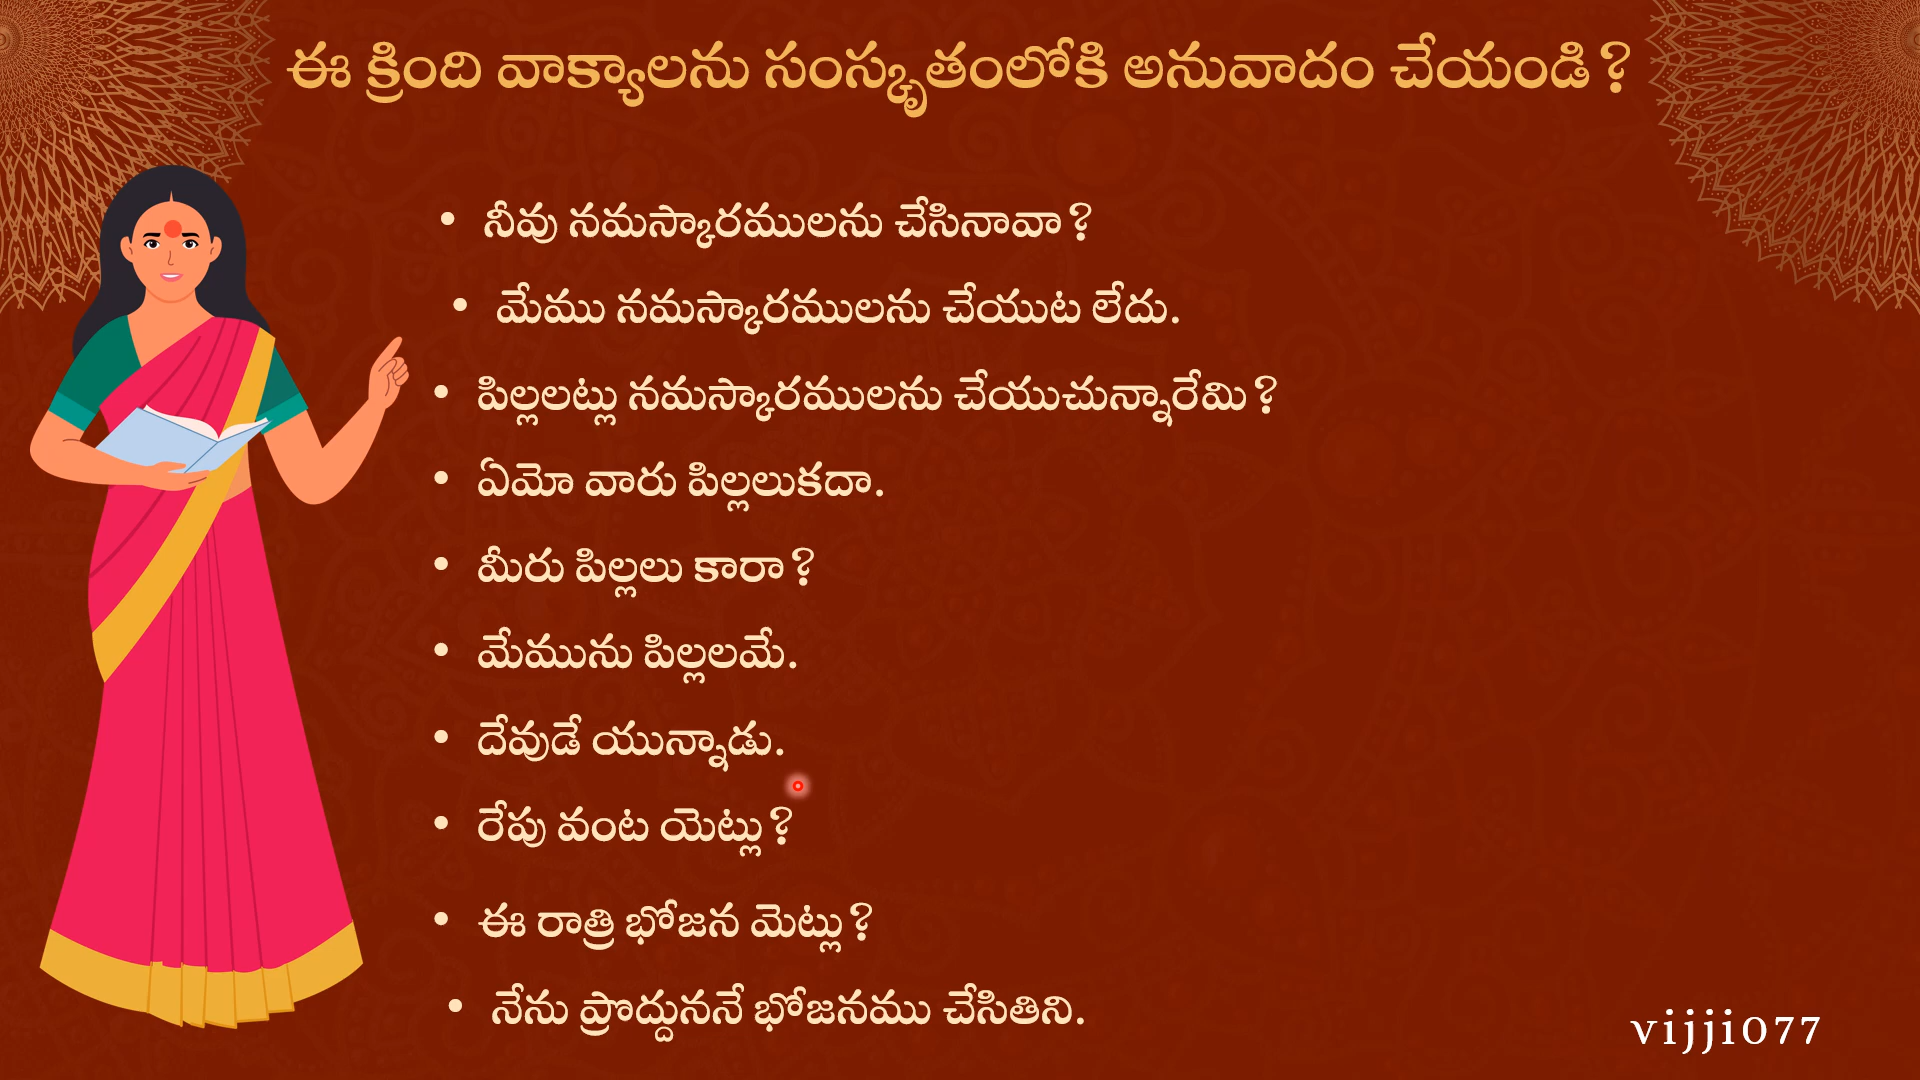 ఈ క్రింది వాక్యాలను సంస్కృతంలోకి అనువాదం చేయండి?
• నీవు నమస్కారములను చేసినావా?
• మేము నమస్కారములను చేయుట లేదు.
• పిల్లలట్లు నమస్కారములను చేయుచున్నారేమి?
• ఏమో వారు పిల్లలుకదా.
• మీరు పిల్లలు కారా?
• మేమును పిల్లలమే.
• దేవుడే యున్నాడు.
• రేపు వంట యెట్లు?
• ఈ రాత్రి భోజన మెట్లు?
• నేను ప్రొద్దుననే భోజనము చేసితిని.
vijji077